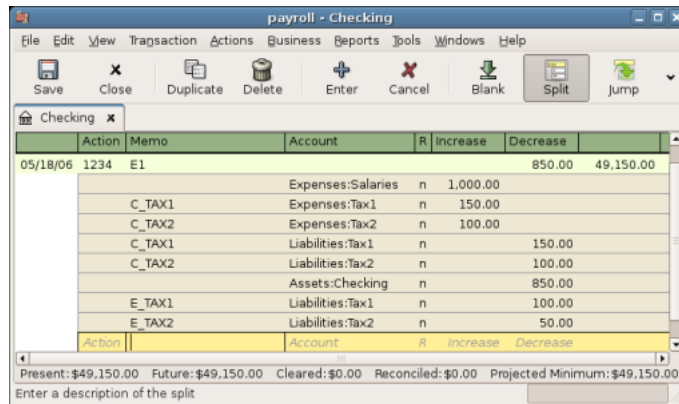 payroll - Checking
File Edit View Transaction Actions Business Reports Tools Windows Help
Save Close Duplicate Delete Enter Cancel Blank Split Jump
Checking
Action Memo Account R Increase Decrease
05/18/06 1234 E1 850.00 49,150.00
Expenses:Salaries n 1,000.00
C_TAX1 Expenses:Tax1 n 150.00
C_TAX2 Expenses:Tax2 n 100.00
C_TAX1 Liabilities:Tax1 n 150.00
C_TAX2 Liabilities:Tax2 n 100.00
Assets:Checking n 850.00
E_TAX1 Liabilities:Tax1 n 100.00
E_TAX2 Liabilities:Tax2 n 50.00
Action Account R Increase Decrease
Present:$49,150.00 Future:$49,150.00 Cleared:$0.00 Reconciled:$0.00 Projected Minimum:$49,150.00
Enter a description of the split